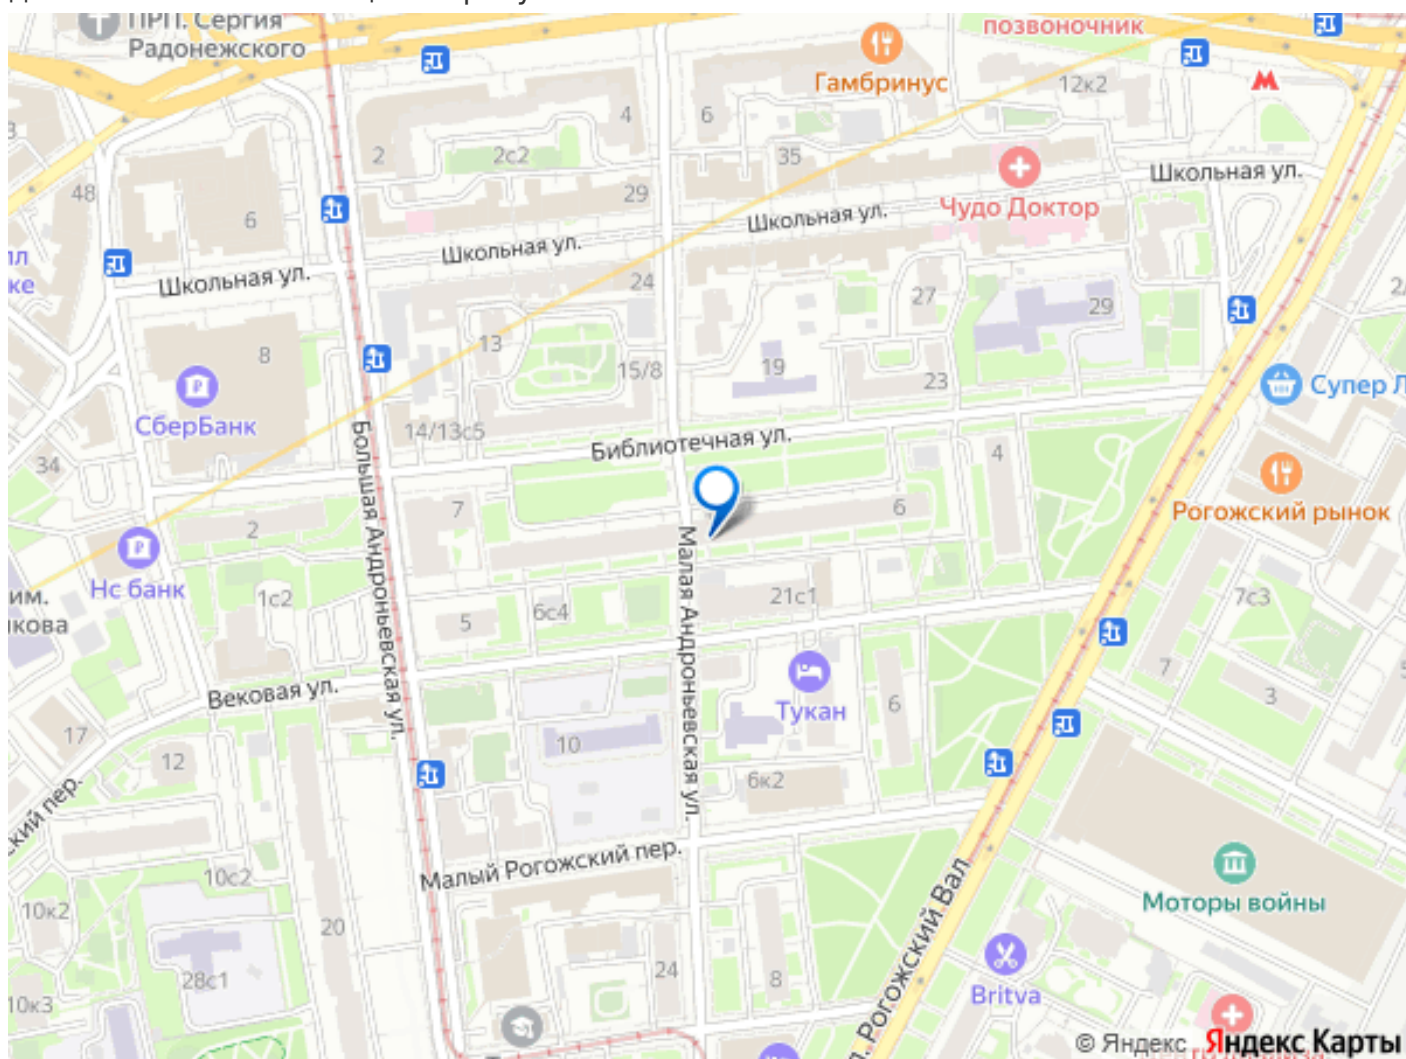 ПРП. Сергия
Радонежского
позвоночник
Гамбринус
12к2
4
6
2
2с2
35
Школьная ул.
48
29
Чудо Доктор
6
Школьная ул.
Школьная ул.
Школьная ул.
24
27
29
13
8
15/8
19
23
Супер Л
СберБанк
14/13с5
Библиотечная ул.
34
4
Большая Андроньевская ул.
7
6
Рогожский рынок
2
Малая Андроньевская ул.
Нс банк
им.
1с2
6с4
21с1
7с3
5
Вековая ул.
7
Тукан
6
3
17
10
12
6к2
Малый Рогожский пер.
10с2
Моторы войны
10к2
20
Рогожский Вал
28с1
24
8
Britva
10к3
© Яндекс Яндекс Карты